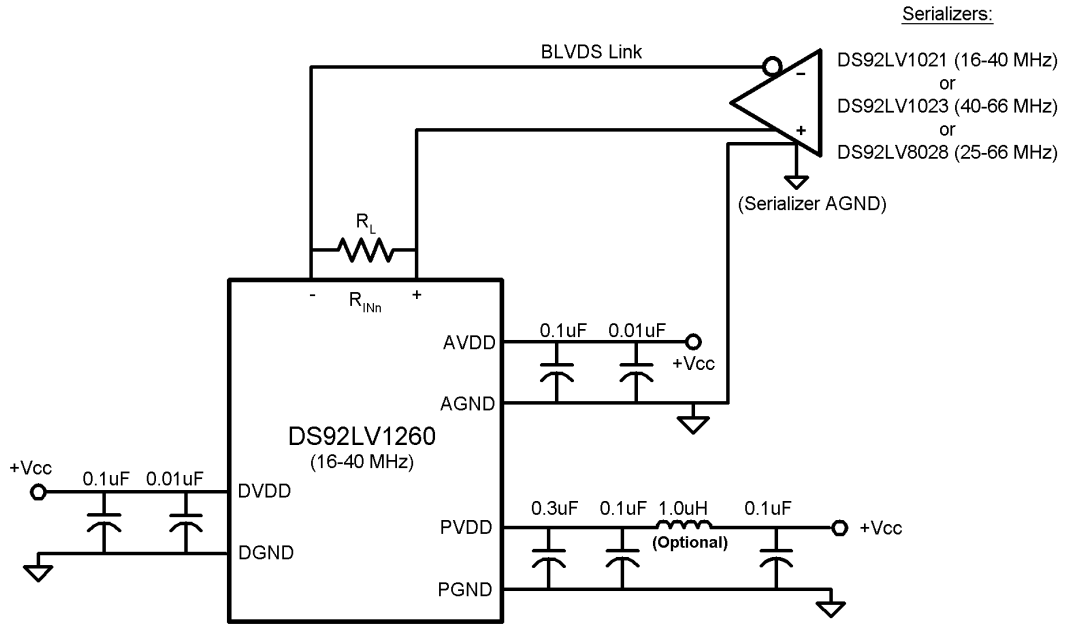 Serializers:
BLVDS Link
DS92LV1021 (16-40 MHz)
or
DS92LV1023 (40-66 MHz)
or
DS92LV8028 (25-66 MHz)
-
+
(Serializer AGND)
RL
- RINn +
AVDD
0.1uF 0.01uF
+Vcc
AGND
DS92LV1260
(16-40 MHz)
+Vcc
0.1uF 0.01uF
DVDD
DGND
PVDD
0.3uF 0.1uF 1.0uH 0.1uF
(Optional)
+Vcc
PGND